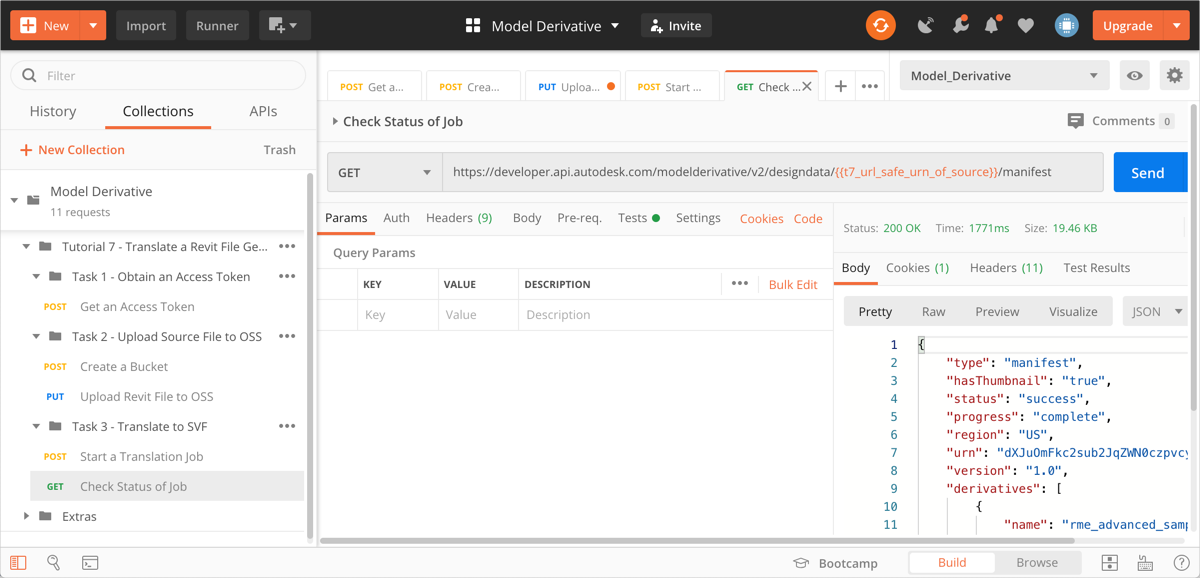 New Import Runner Model Derivative Invite Upgrade
Filter
History Collections APIs
New Collection Trash
Model Derivative
11 requests
Tutorial 7 - Translate a Revit File Ge...
Task 1 - Obtain an Access Token
POST Get an Access Token
Task 2 - Upload Source File to OSS
POST Create a Bucket
PUT Upload Revit File to OSS
Task 3 - Translate to SVF
POST Start a Translation Job
GET Check Status of Job
Extras
POST Get a... POST Crea... PUT Uploa... POST Start ... GET Check ...
Model_Derivative
Check Status of Job
Comments 0
GET https://developer.api.autodesk.com/modelderivative/v2/designdata/{{t7_url_safe_urn_of_source}}/manifest Send
Params Auth Headers (9) Body Pre-req. Tests Settings Cookies Code
Query Params
KEY VALUE DESCRIPTION Bulk Edit
Key Value Description
Status: 200 OK Time: 1771ms Size: 19.46 KB
Body Cookies (1) Headers (11) Test Results
Pretty Raw Preview Visualize JSON
1 {
2 "type": "manifest",
3 "hasThumbnail": "true",
4 "status": "success",
5 "progress": "complete",
6 "region": "US",
7 "urn": "dXJuOmFkc2sub2JqZWN0czpvcy
8 "version": "1.0",
9 "derivatives": [
10 {
11 "name": "rme_advanced_samp
Bootcamp Build Browse